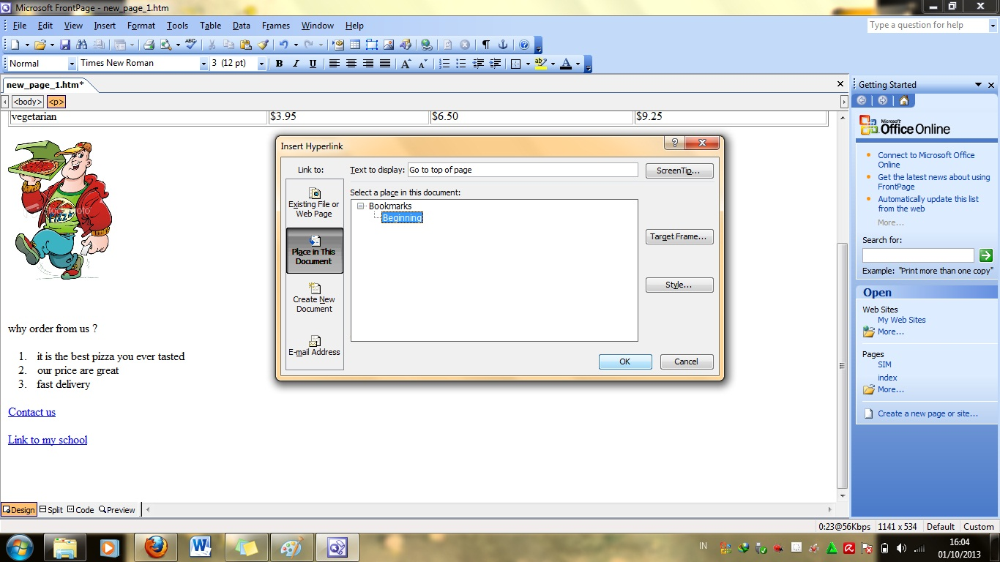 Microsoft FrontPage - new_page_1.htm
File Edit View Insert Format Tools Table Data Frames Window Help
Type a question for help
Normal Times New Roman 3 (12 pt) B I U
new_page_1.htm*
<body> <p>
vegetarian $3.95 $6.50 $9.25
PIZZA
why order from us ?
1. it is the best pizza you ever tasted
2. our price are great
3. fast delivery
Contact us
Link to my school
Insert Hyperlink
Link to:
Text to display: Go to top of page
ScreenTip...
Existing File or
Web Page
Place in This
Document
Create New
Document
E-mail Address
Select a place in this document:
Bookmarks
Beginning
Target Frame...
Style...
OK Cancel
Getting Started
Microsoft
Office Online
Connect to Microsoft Office
Online
Get the latest news about using
FrontPage
Automatically update this list
from the web
More...
Search for:
Example: "Print more than one copy"
Open
Web Sites
My Web Sites
More...
Pages
SIM
index
More...
Create a new page or site...
Design Split Code Preview
0:23@56Kbps 1141 x 534 Default Custom
IN
16:04
01/10/2013